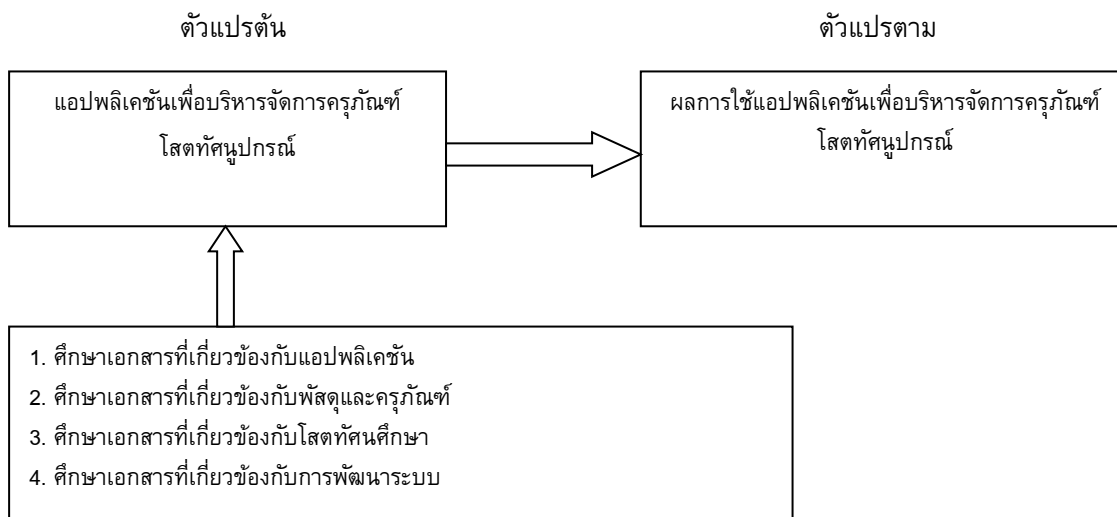 ตัวแปรต้น
ตัวแปรตาม
แอปพลิเคชันเพื่อบริหารจัดการครุภัณฑ์
โสตทัศนูปกรณ์
ผลการใช้แอปพลิเคชันเพื่อบริหารจัดการครุภัณฑ์
โสตทัศนูปกรณ์
1. ศึกษาเอกสารที่เกี่ยวข้องกับแอปพลิเคชัน
2. ศึกษาเอกสารที่เกี่ยวข้องกับพัสดุและครุภัณฑ์
3. ศึกษาเอกสารที่เกี่ยวข้องกับโสตทัศนศึกษา
4. ศึกษาเอกสารที่เกี่ยวข้องกับการพัฒนาระบบ